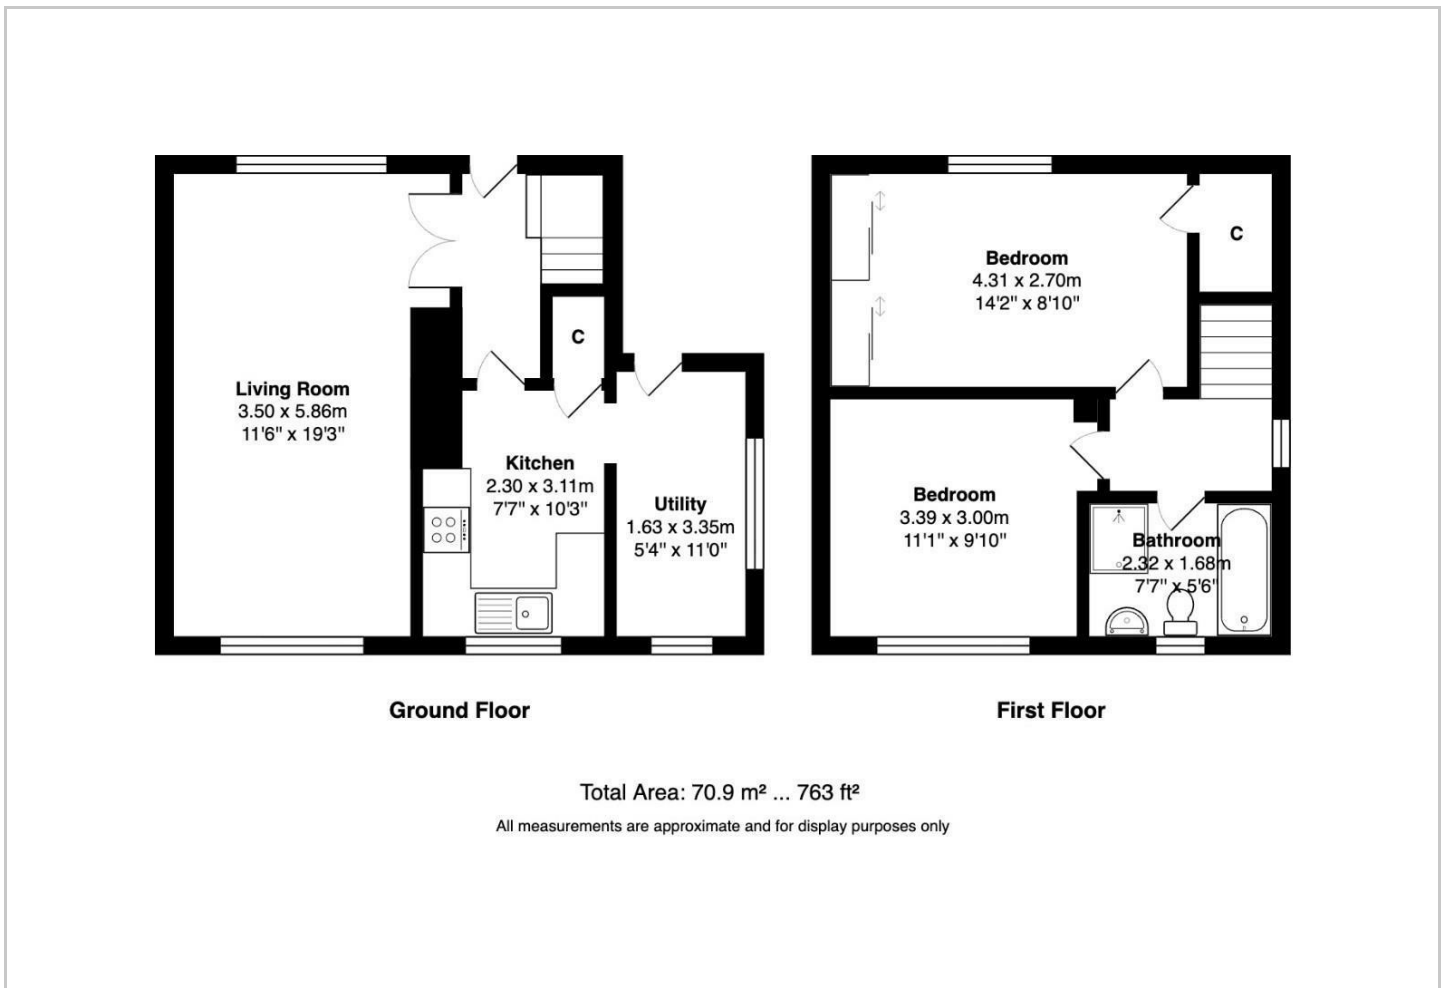 Living Room
3.50 x 5.86m
11'6" x 19'3"
C
Kitchen
2.30 x 3.11m
7'7" x 10'3"
Utility
1.63 x 3.35m
5'4" x 11'0"
Ground Floor
Bedroom
4.31 x 2.70m
14'2" x 8'10"
C
Bedroom
3.39 x 3.00m
11'1" x 9'10"
Bathroom
2.32 x 1.68m
7'7" x 5'6"
First Floor
Total Area: 70.9 m² ... 763 ft²
All measurements are approximate and for display purposes only